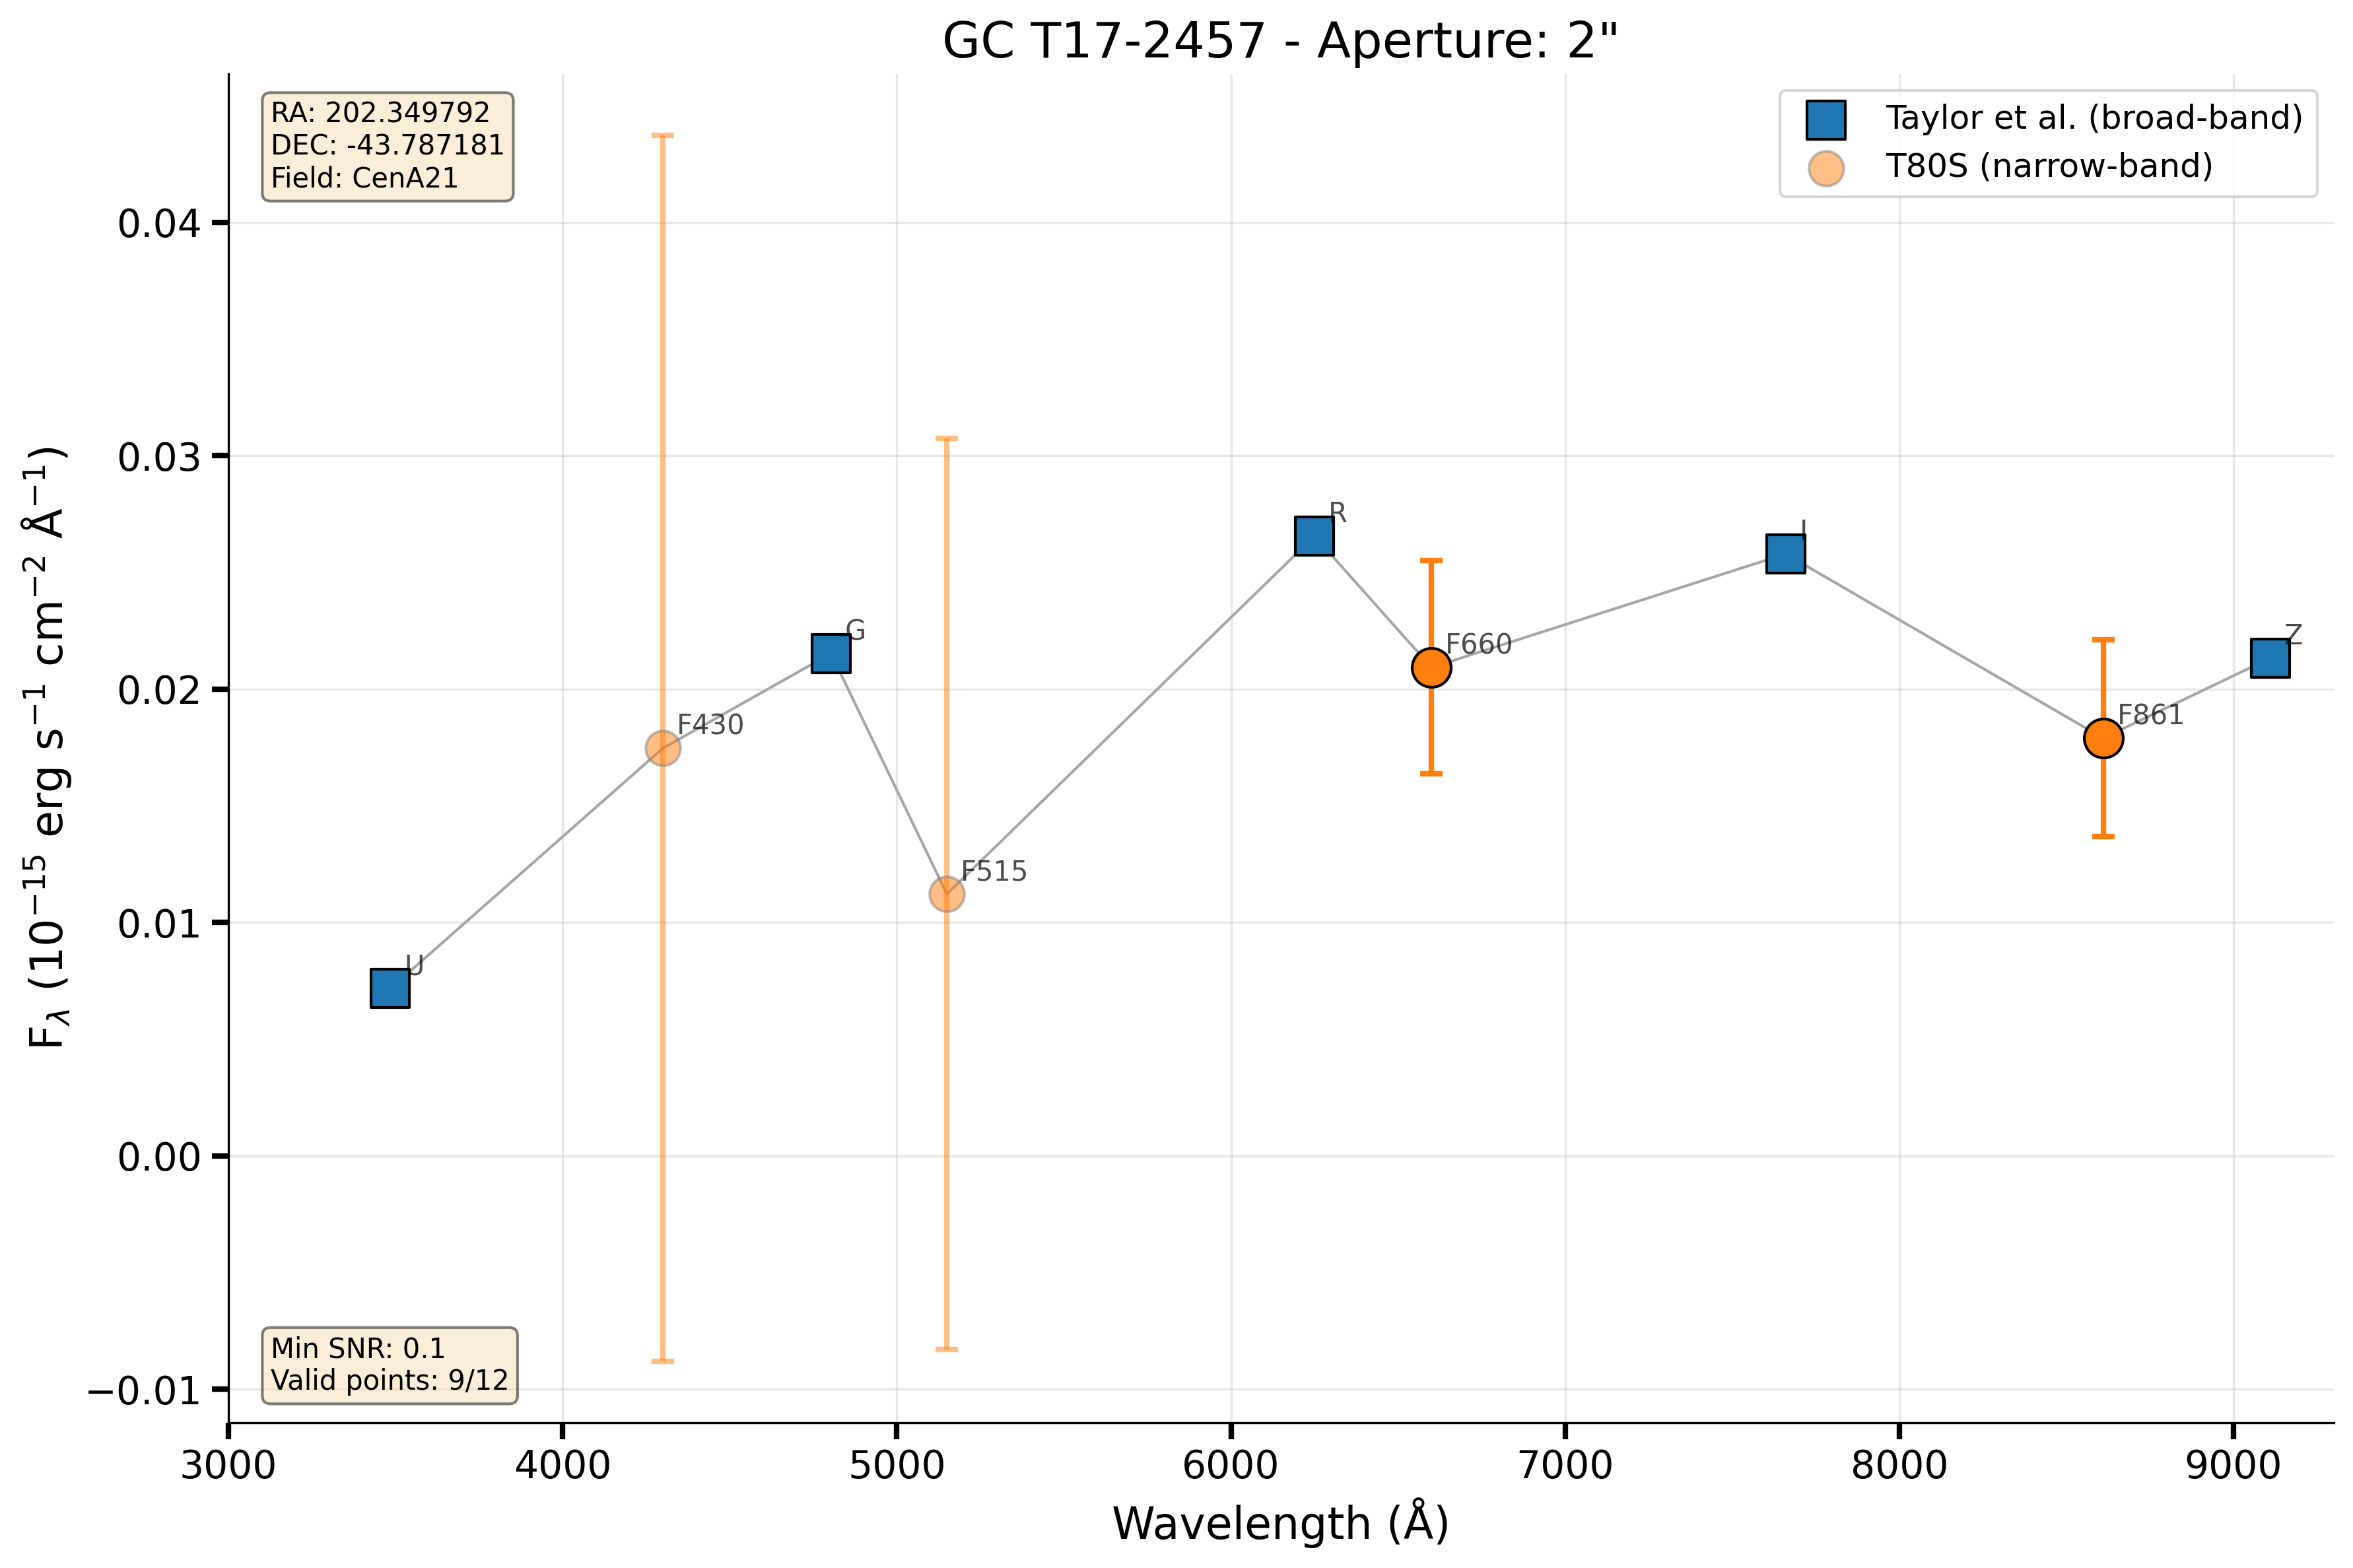 GC T17-2457 - Aperture: 2"
RA: 202.349792
DEC: -43.787181
Field: CenA21
Taylor et al. (broad-band)
T80S (narrow-band)
0.04
0.03
0.02
0.01
0.00
−0.01
F_λ (10⁻¹⁵ erg s⁻¹ cm⁻² Å⁻¹)
U
F430
G
F515
R
F660
I
F861
Z
Min SNR: 0.1
Valid points: 9/12
3000 4000 5000 6000 7000 8000 9000
Wavelength (Å)